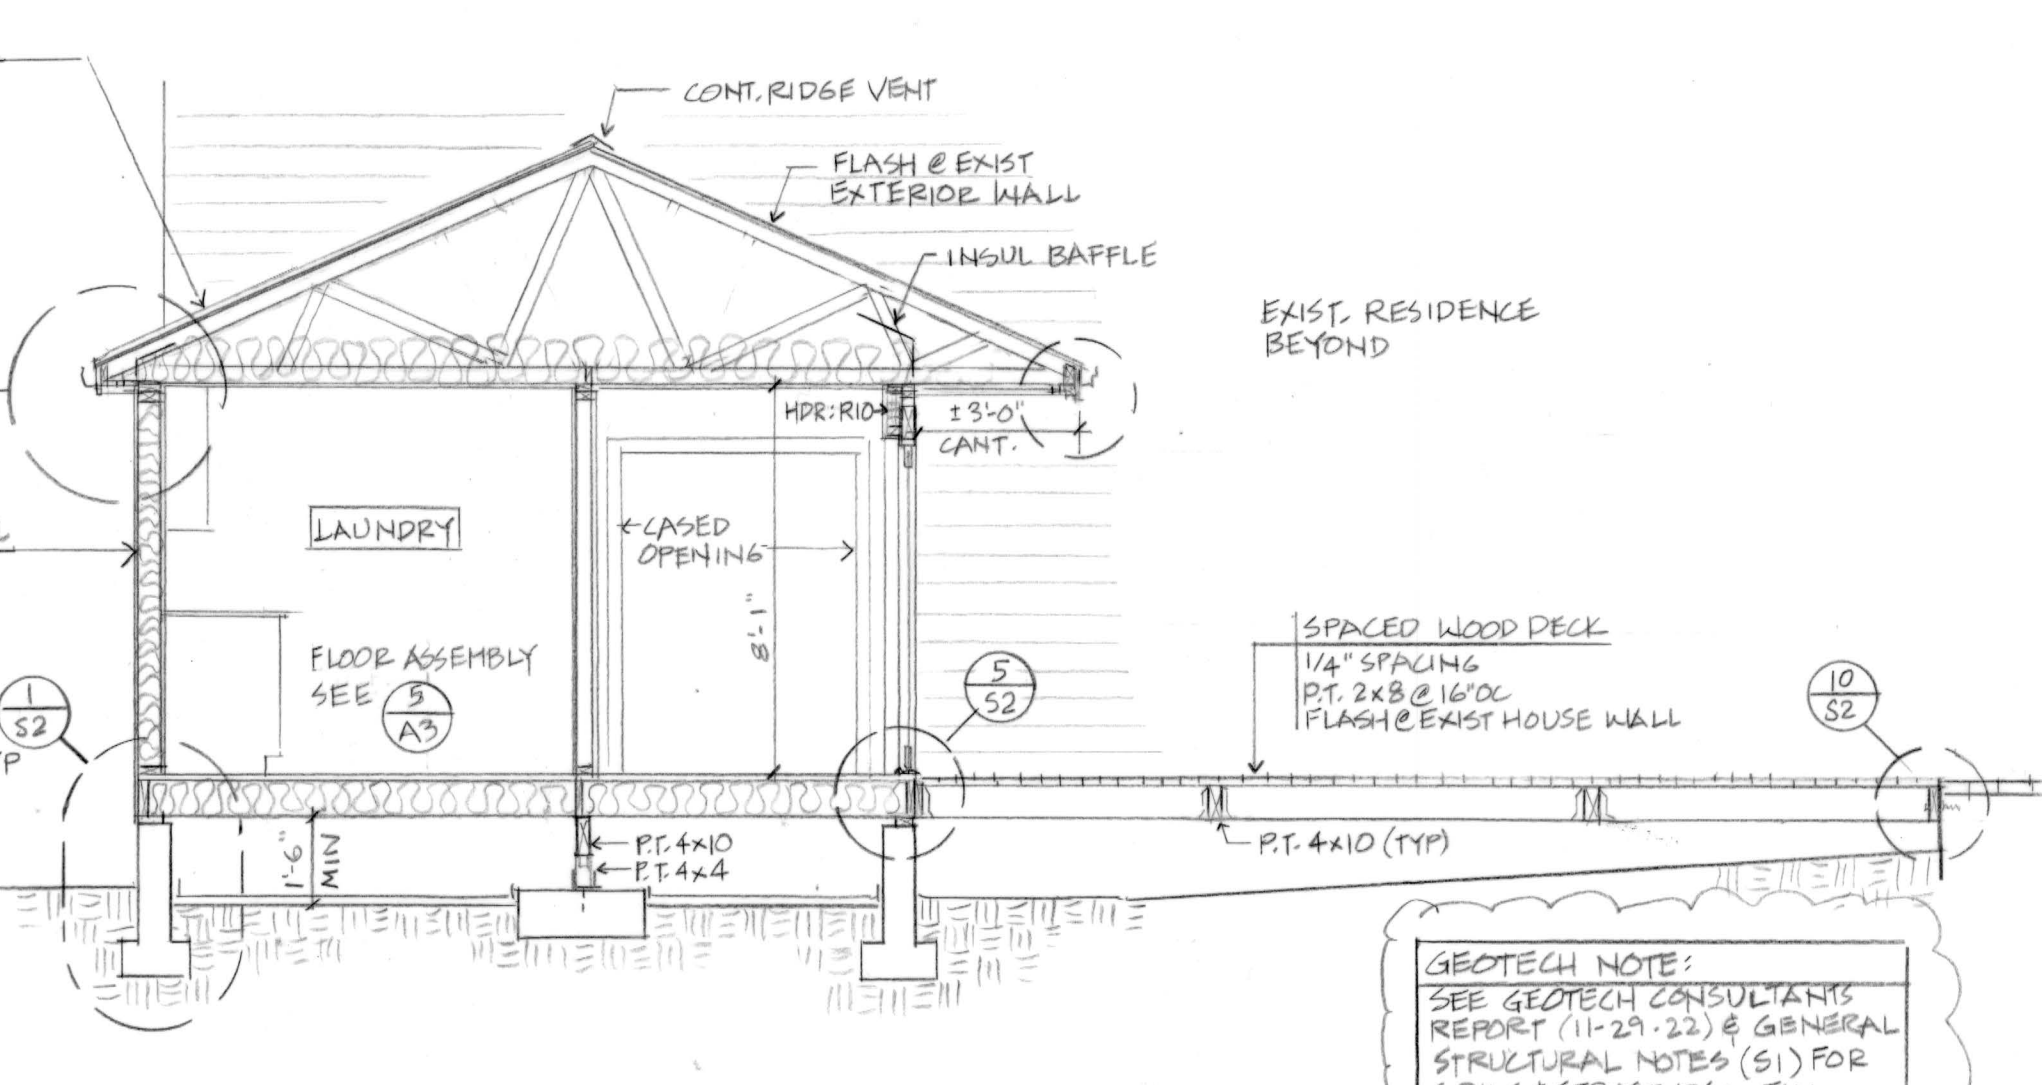 CONT. RIDGE VENT
FLASH @ EXIST
EXTERIOR WALL
INSUL BAFFLE
EXIST. RESIDENCE
BEYOND
HDR: R10
±3'-0"
CANT.
LAUNDRY
CASED
OPENING
8'-1"
FLOOR ASSEMBLY
SEE 5
A3
1
S2
5
S2
SPACED WOOD DECK
1/4" SPACING
P.T. 2x8 @ 16"OC
FLASH @ EXIST HOUSE WALL
10
S2
1'-6"
MIN
P.T. 4x10
P.T. 4x4
P.T. 4x10 (TYP)
GEOTECH NOTE:
SEE GEOTECH CONSULTANTS
REPORT (11-29-22) & GENERAL
STRUCTURAL NOTES (S1) FOR